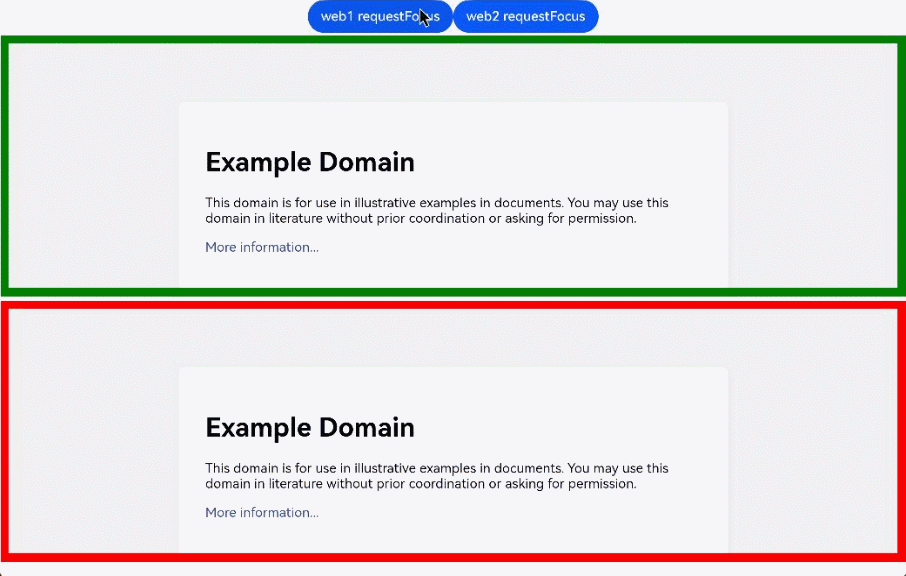 web1 requestFocus web2 requestFocus
Example Domain
This domain is for use in illustrative examples in documents. You may use this
domain in literature without prior coordination or asking for permission.
More information...
Example Domain
This domain is for use in illustrative examples in documents. You may use this
domain in literature without prior coordination or asking for permission.
More information...